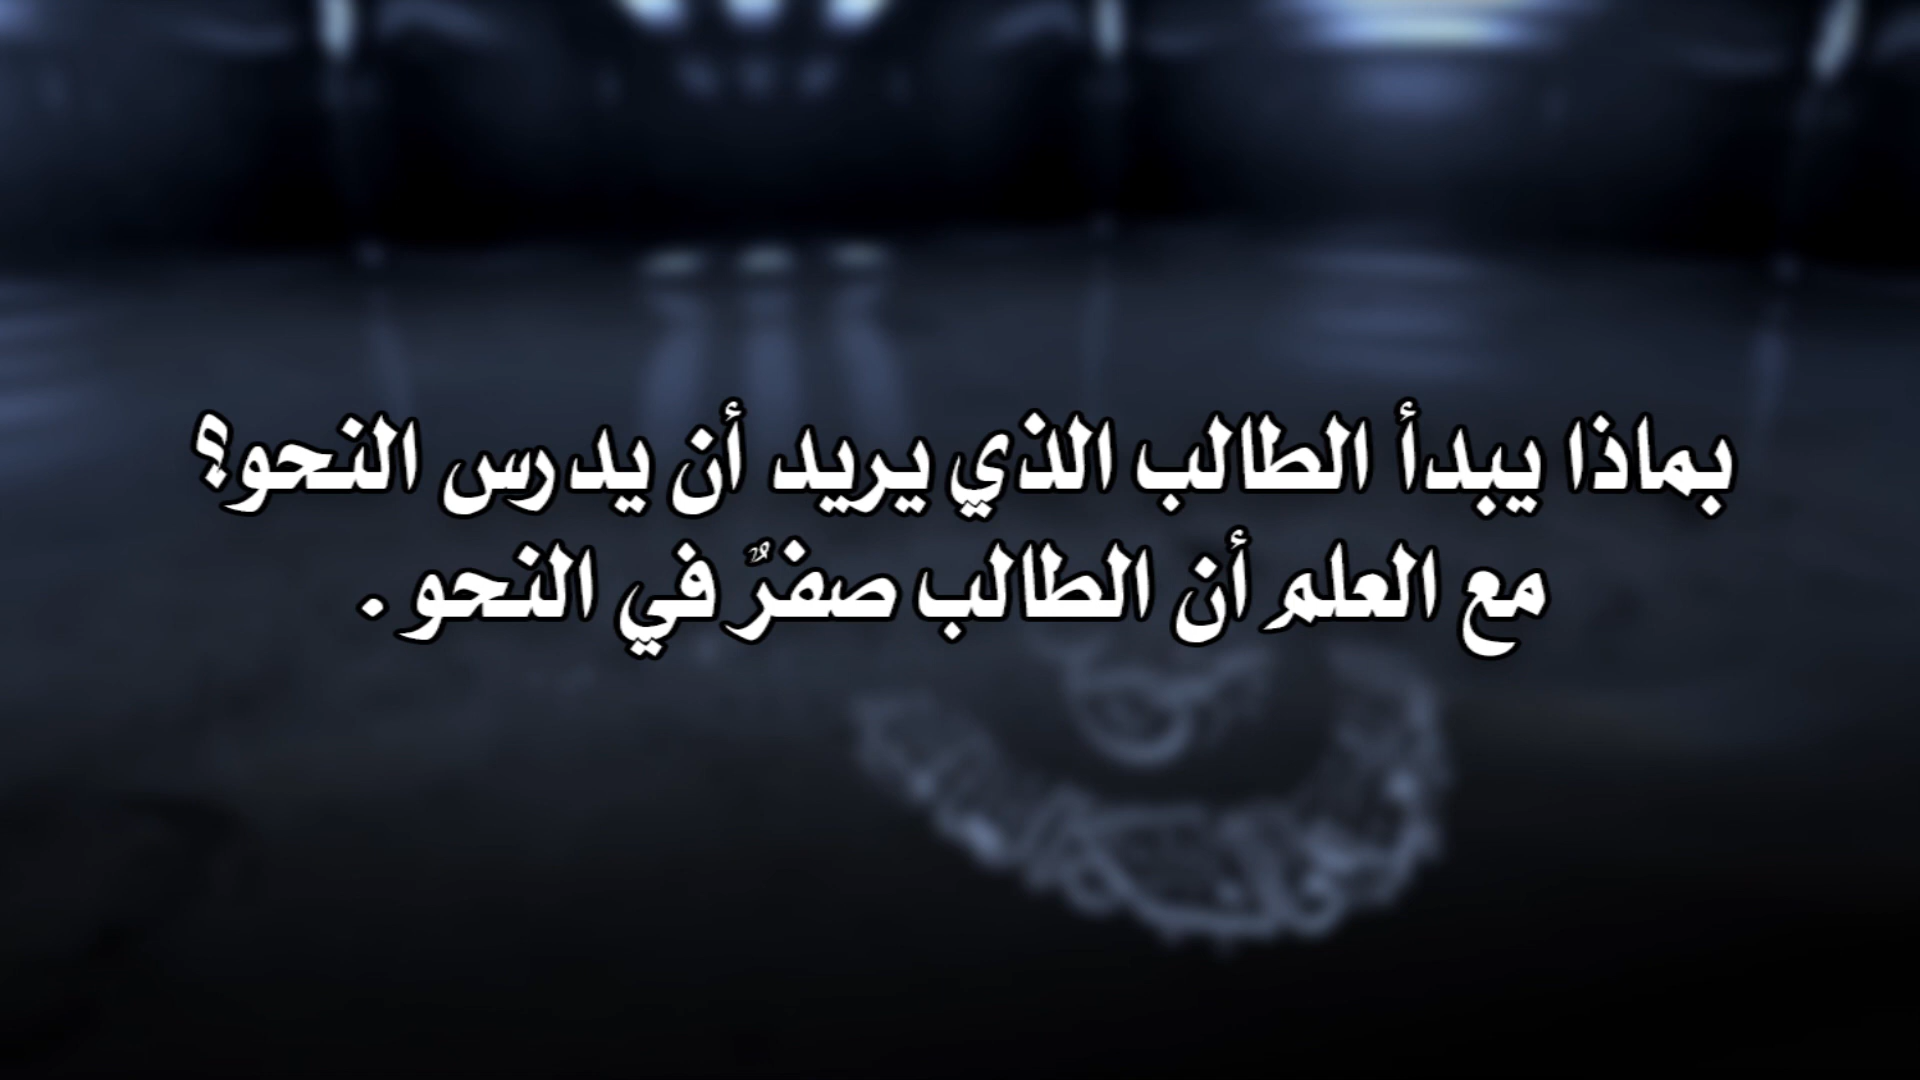 بماذا يبدأ الطالب الذي يريد أن يدرس النحو؟
مع العلم أن الطالب صفرٌ في النحو .